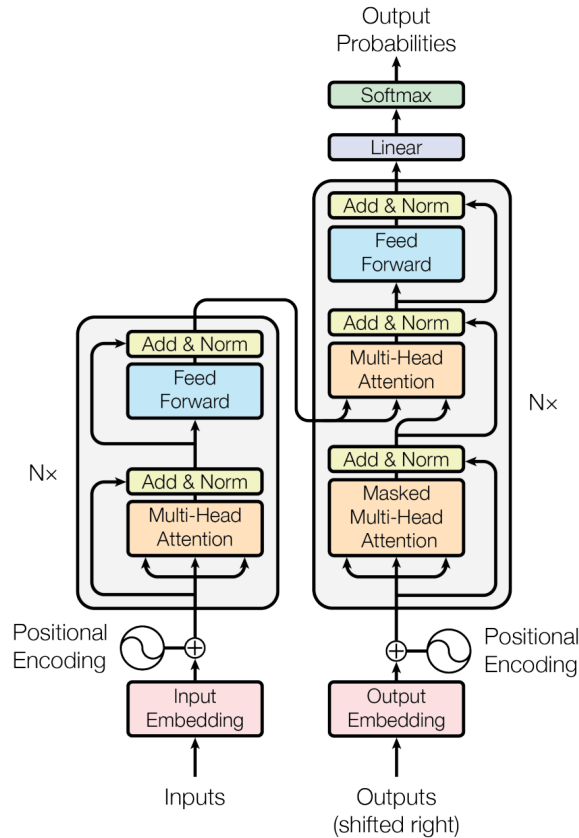 Output
Probabilities
Softmax
Linear
Add & Norm
Feed
Forward
Add & Norm
Multi-Head
Attention
Add & Norm
Masked
Multi-Head
Attention
N×
Add & Norm
Feed
Forward
Add & Norm
Multi-Head
Attention
N×
Positional
Encoding
Positional
Encoding
Input
Embedding
Output
Embedding
Inputs
Outputs
(shifted right)